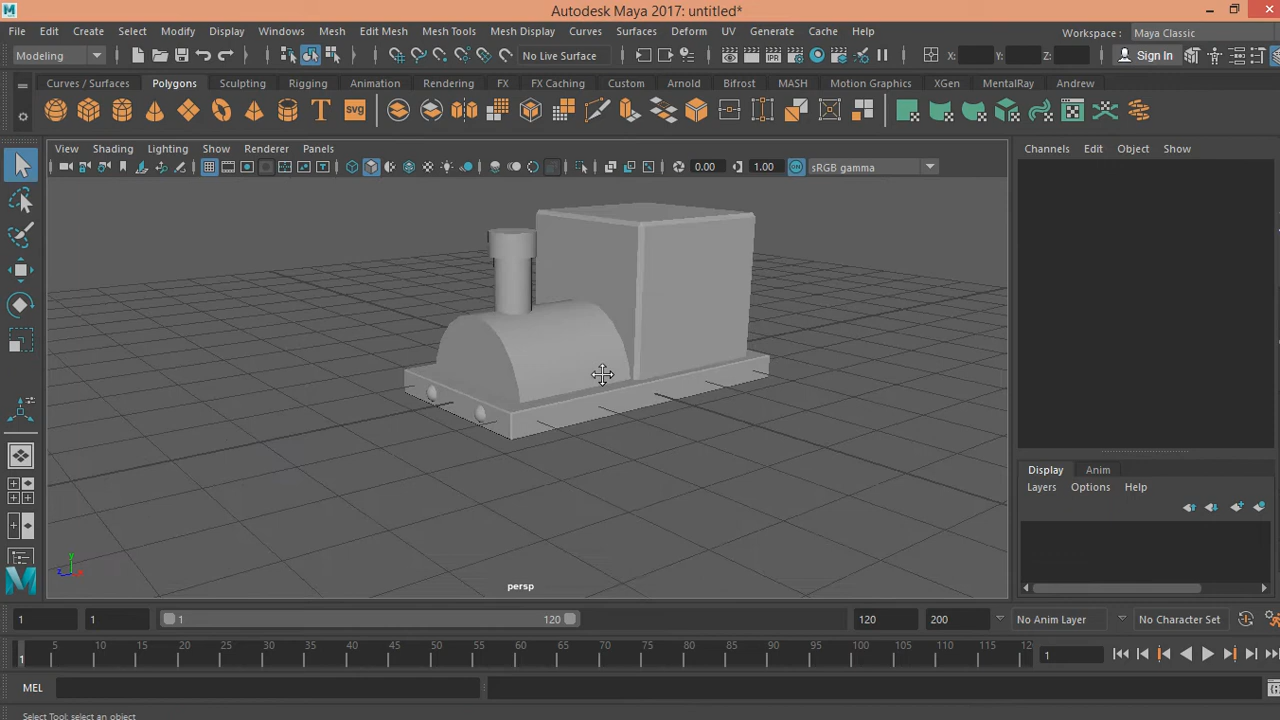 Autodesk Maya 2017: untitled*
File Edit Create Select Modify Display Windows Mesh Edit Mesh Mesh Tools Mesh Display Curves Surfaces Deform UV Generate Cache Help Workspace : Maya Classic
Modeling No Live Surface X: Y: Z: Sign In
Curves / Surfaces Polygons Sculpting Rigging Animation Rendering FX FX Caching Custom Arnold Bifrost MASH Motion Graphics XGen MentalRay Andrew
T SVG
View Shading Lighting Show Renderer Panels Channels Edit Object Show
0.00 1.00 ON sRGB gamma
Display Anim
Layers Options Help
y
z x
persp
1 1 1 120 120 200 No Anim Layer No Character Set
1 5 10 15 20 25 30 35 40 45 50 55 60 65 70 75 80 85 90 95 100 105 110 115 12 1
MEL
Select Tool: select an object